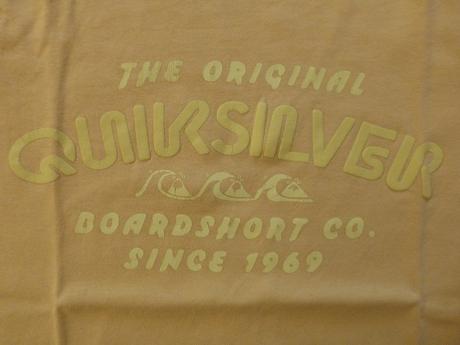 THE ORIGINAL
QUIKSILVER
BOARDSHORT CO.
SINCE 1969